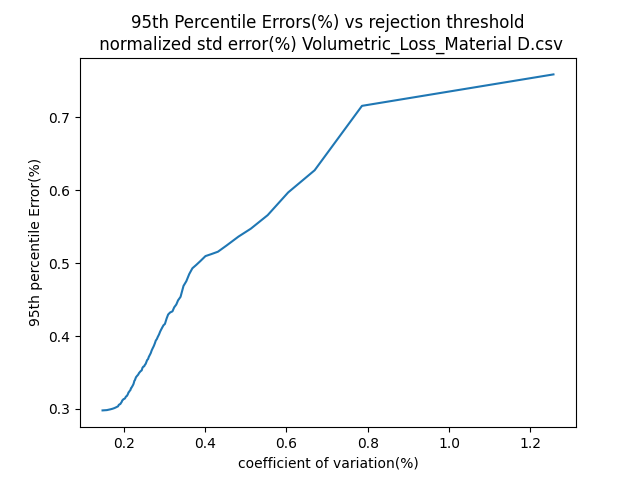 95th Percentile Errors(%) vs rejection threshold
normalized std error(%) Volumetric_Loss_Material D.csv
0.7
0.6
0.5
0.4
0.3
95th percentile Error(%)
0.2 0.4 0.6 0.8 1.0 1.2
coefficient of variation(%)